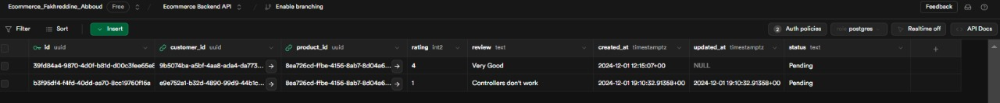 Ecommerce_Fakhreddine_Abboud Free / Ecommerce Backend API / Enable branching Feedback
Filter Sort Insert 2 Auth policies role postgres Realtime off API Docs
id uuid customer_id uuid product_id uuid rating int2 review text created_at timestamptz updated_at timestamptz status text
39fd84a4-9870-4d0f-b81d-d00c3fee65e6 9b5074ba-a5bf-4aa8-ada4-da773... 8ea726cd-ffbe-4156-8ab7-8d04a6... 4 Very Good 2024-12-01 12:15:07+00 NULL Pending
b3f95df4-f4fd-40dd-aa70-8cc19760f16a e9e752a1-b32d-4890-99d9-44b1c... 8ea726cd-ffbe-4156-8ab7-8d04a6... 1 Controllers don't work 2024-12-01 19:10:32.91358+00 2024-12-01 19:10:32.91358+00 Pending